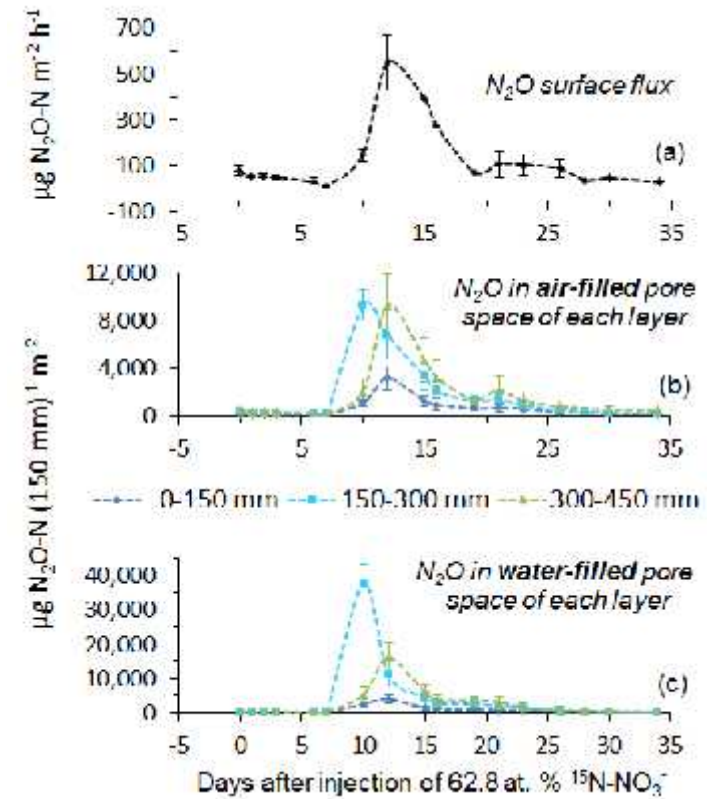 700
500
300
100
-100
µg N₂O-N m⁻² h⁻¹
N₂O surface flux
(a)
5 5 15 25 35
12,000
8,000
4,000
0
N₂O in air-filled pore
space of each layer
(b)
-5 5 15 25 35
0-150 mm 150-300 mm 300-450 mm
µg N₂O-N (150 mm)⁻¹ m⁻²
40,000
30,000
20,000
10,000
0
N₂O in water-filled pore
space of each layer
(c)
-5 0 5 10 15 20 25 30 35
Days after injection of 62.8 at. % ¹⁵N-NO₃⁻